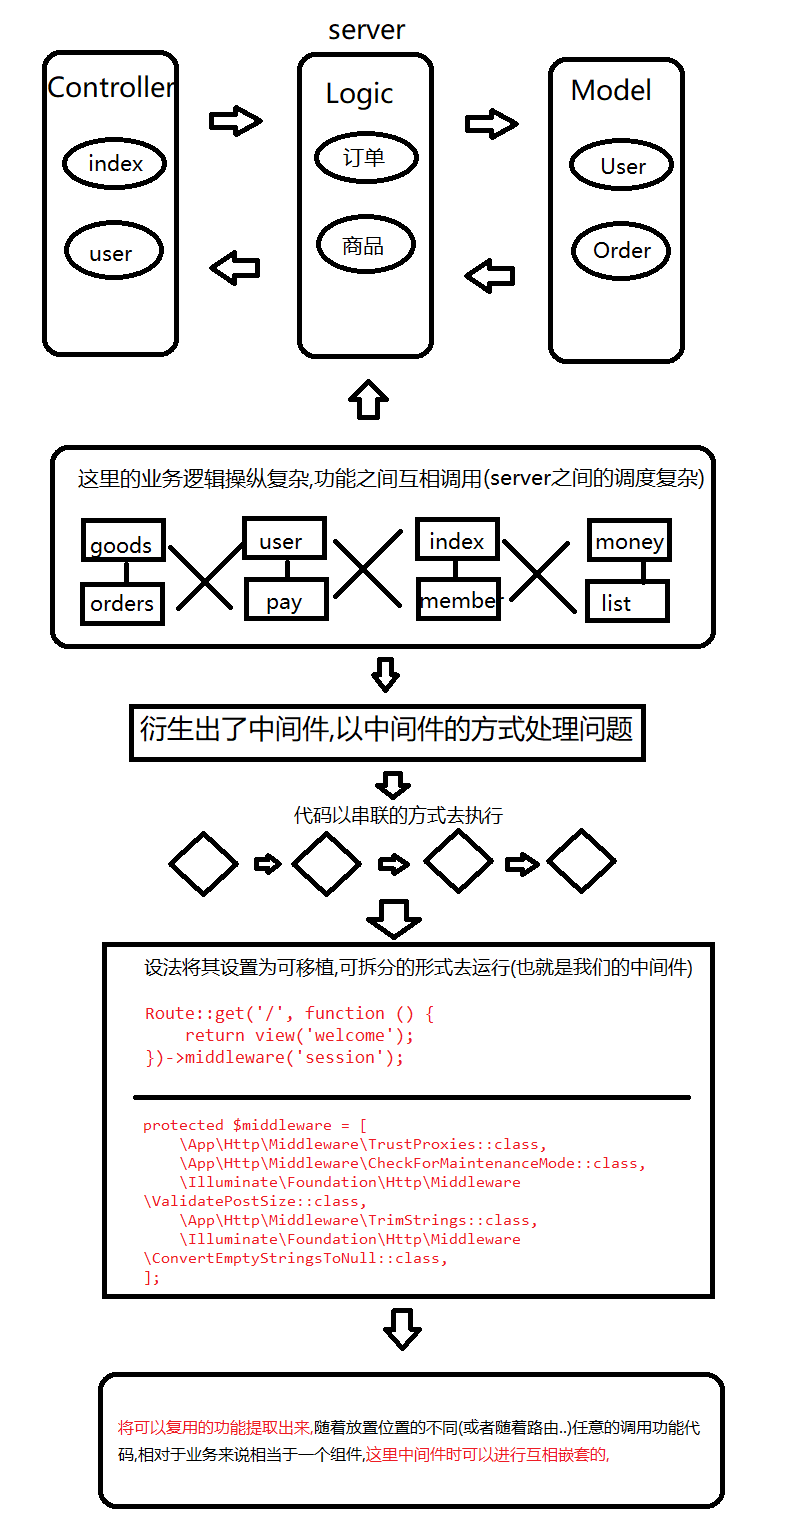 server
Controller
index
user
Logic
订单
商品
Model
User
Order
这里的业务逻辑操纵复杂,功能之间互相调用(server之间的调度复杂)
goods
user
index
money
orders
pay
member
list
衍生出了中间件,以中间件的方式处理问题
代码以串联的方式去执行
设法将其设置为可移植,可拆分的形式去运行(也就是我们的中间件)
Route::get('/', function () {
    return view('welcome');
})->middleware('session');
protected $middleware = [
    \App\Http\Middleware\TrustProxies::class,
    \App\Http\Middleware\CheckForMaintenanceMode::class,
    \Illuminate\Foundation\Http\Middleware
\ValidatePostSize::class,
    \App\Http\Middleware\TrimStrings::class,
    \Illuminate\Foundation\Http\Middleware
\ConvertEmptyStringsToNull::class,
];
将可以复用的功能提取出来,随着放置位置的不同(或者随着路由..)任意的调用功能代
码,相对于业务来说相当于一个组件,这里中间件时可以进行互相嵌套的,